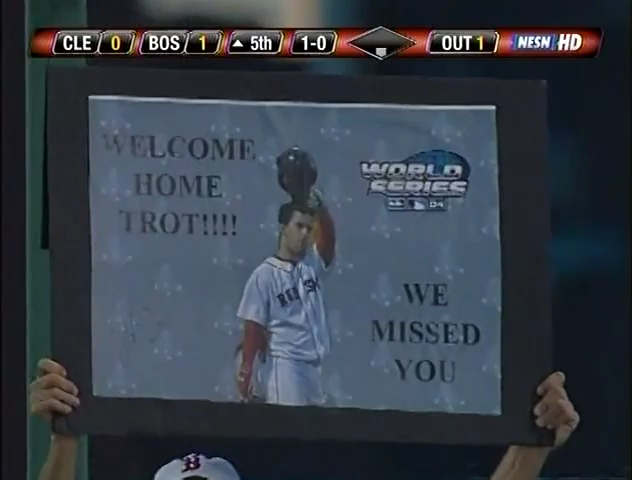 CLE 0 BOS 1 ▲ 5th 1-0 OUT 1 NESN HD
WELCOME
HOME
TROT!!!!
WORLD
SERIES
04
RED SOX
WE
MISSED
YOU
B